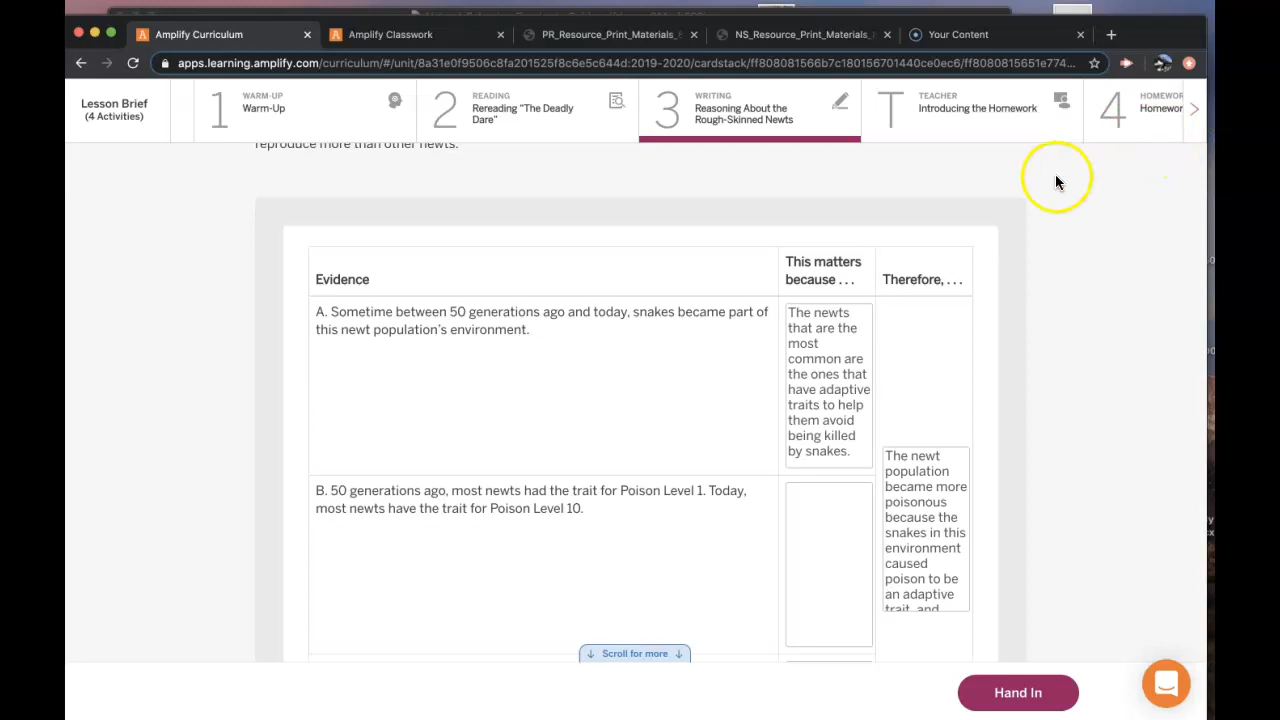 Amplify Curriculum
Amplify Classwork
PR_Resource_Print_Materials_
NS_Resource_Print_Materials_
Your Content
apps.learning.amplify.com/curriculum/#/unit/8a31e0f9506c8fa201525f8c6e5c644d:2019-2020/cardstack/ff808081566b7c180156701440ce0ec6/ff8080815651e774...
Lesson Brief
(4 Activities)
1
WARM-UP
Warm-Up
2
READING
Rereading "The Deadly
Dare"
3
WRITING
Reasoning About the
Rough-Skinned Newts
T
TEACHER
Introducing the Homework
4
HOMEWOR
Homewor
reproduce more than other newts.
Evidence
This matters
because . . .
Therefore, . . .
A. Sometime between 50 generations ago and today, snakes became part of
this newt population's environment.
The newts
that are the
most
common are
the ones that
have adaptive
traits to help
them avoid
being killed
by snakes.
B. 50 generations ago, most newts had the trait for Poison Level 1. Today,
most newts have the trait for Poison Level 10.
The newt
population
became more
poisonous
because the
snakes in this
environment
caused
poison to be
an adaptive
trait, and
↓ Scroll for more ↓
Hand In